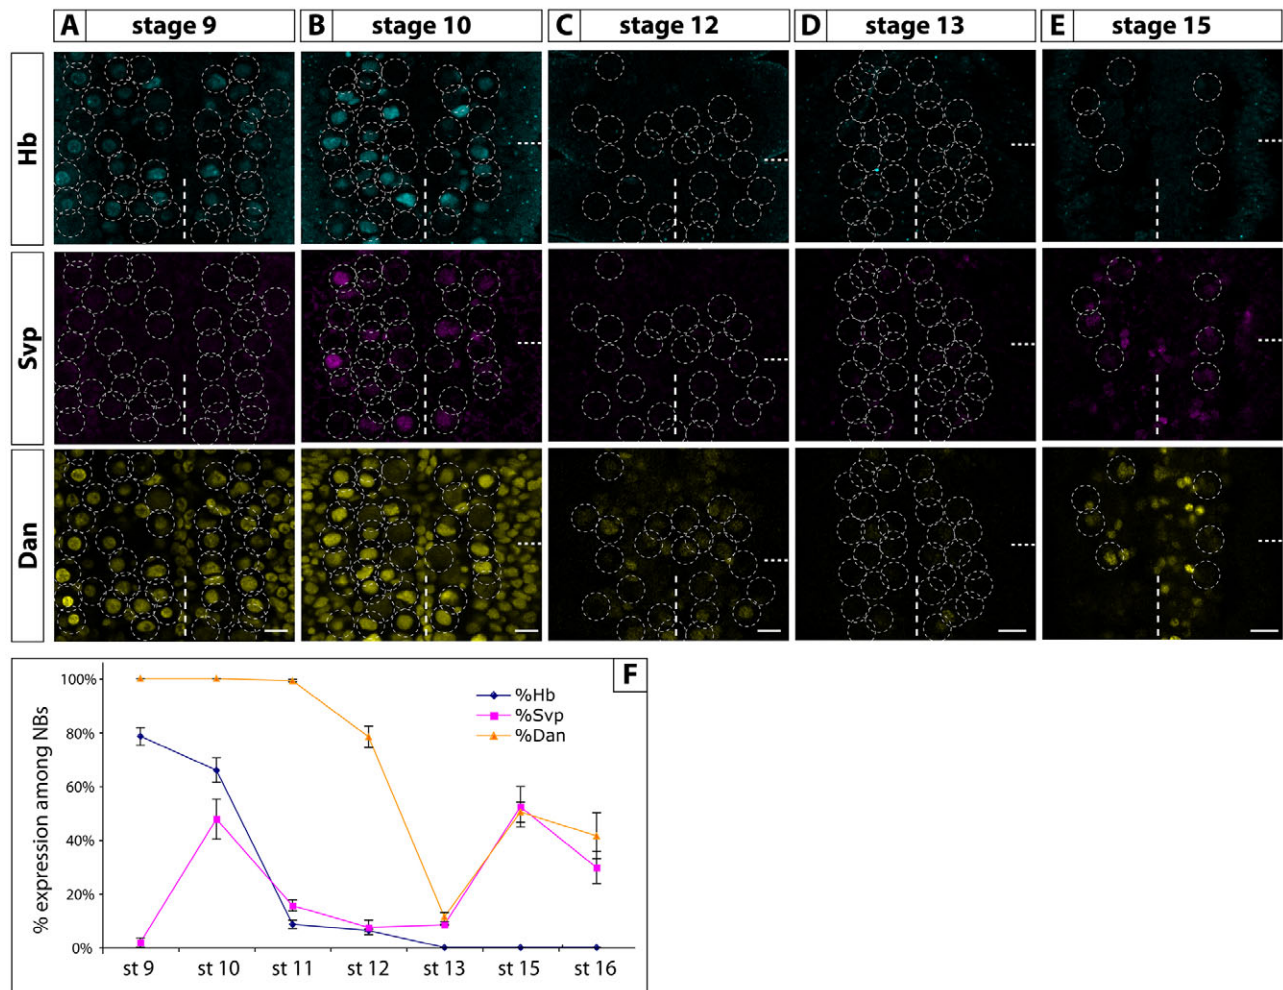 A stage 9
B stage 10
C stage 12
D stage 13
E stage 15
Hb
Svp
Dan
F
% expression among NBs
100%
80%
60%
40%
20%
0%
%Hb
%Svp
%Dan
st 9 st 10 st 11 st 12 st 13 st 15 st 16